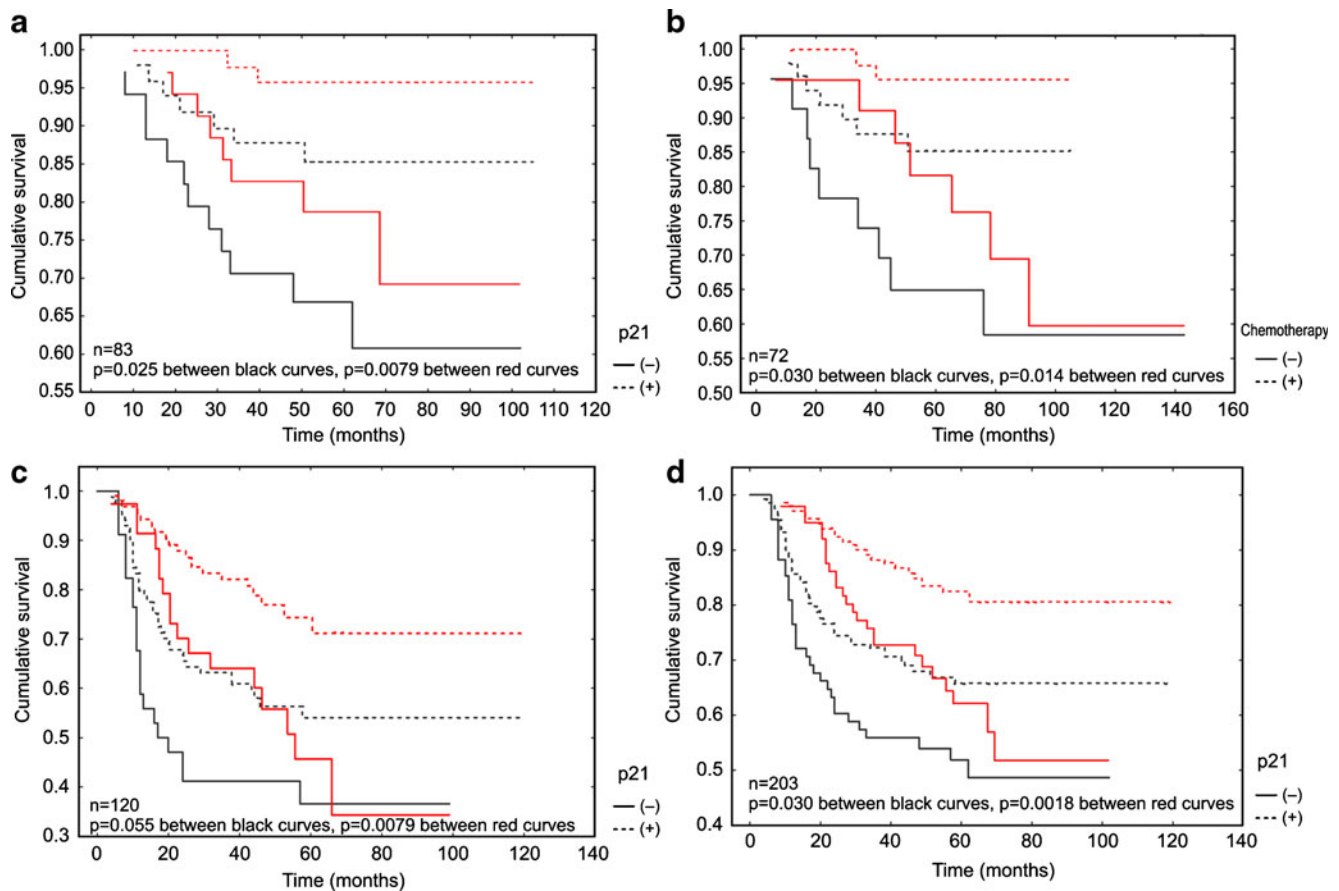 a
1.00
0.95
0.90
0.85
0.80
0.75
0.70
0.65
0.60
0.55
Cumulative survival
n=83
p=0.025 between black curves, p=0.0079 between red curves
0 10 20 30 40 50 60 70 80 90 100 110 120
Time (months)
p21
(–)
(+)
b
1.00
0.95
0.90
0.85
0.80
0.75
0.70
0.65
0.60
0.55
0.50
Cumulative survival
n=72
p=0.030 between black curves, p=0.014 between red curves
0 20 40 60 80 100 120 140 160
Time (months)
Chemotherapy
(–)
(+)
c
1.0
0.9
0.8
0.7
0.6
0.5
0.4
0.3
Cumulative survival
n=120
p=0.055 between black curves, p=0.0079 between red curves
0 20 40 60 80 100 120 140
Time (months)
p21
(–)
(+)
d
1.0
0.9
0.8
0.7
0.6
0.5
0.4
Cumulative survival
n=203
p=0.030 between black curves, p=0.0018 between red curves
0 20 40 60 80 100 120 140
Time (months)
p21
(–)
(+)